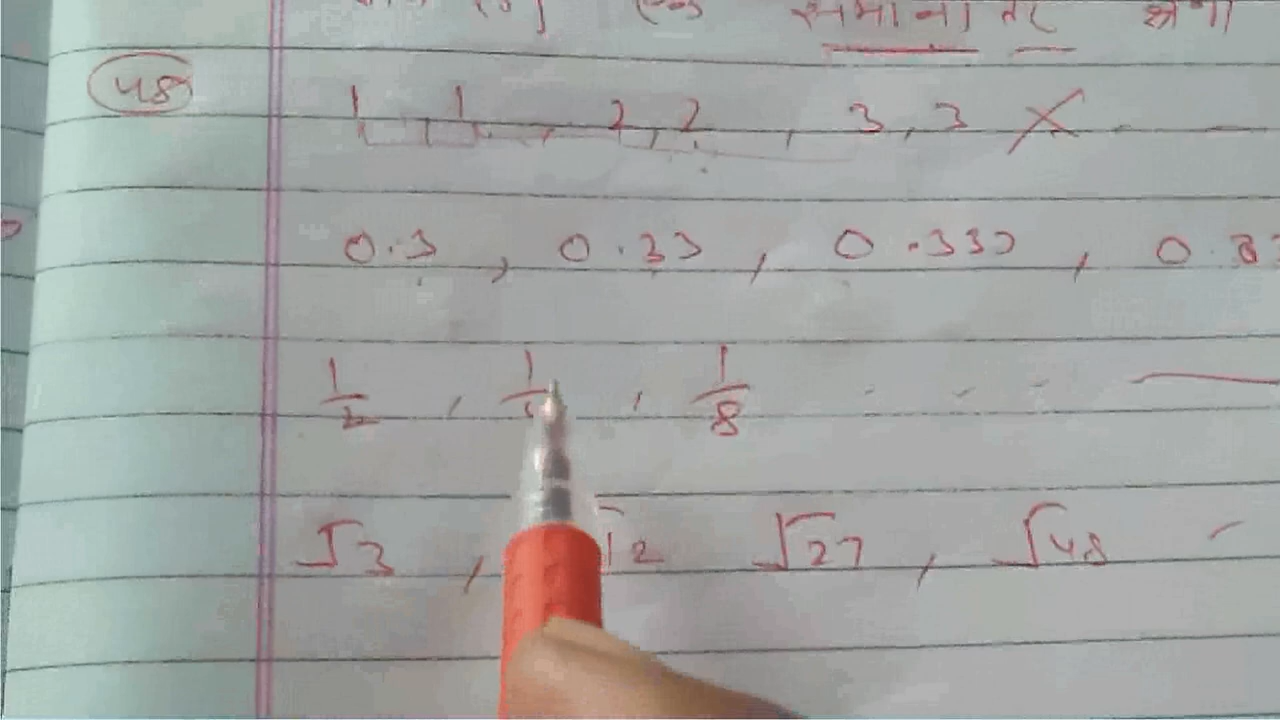 समानान्तर श्रेणी
48 1, 1, 2, 2, 3, 3 X - -
0.3, 0.33, 0.333, 0.33
1/2, 1/, 1/8 . . . —
√3, √12 √27, √48 -